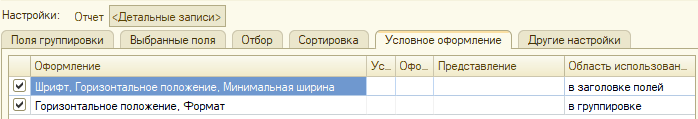 Настройки: Отчет <Детальные записи>
Поля группировки Выбранные поля Отбор Сортировка Условное оформление Другие настройки
Оформление Ус... Офо... Представление Область использован...
Шрифт, Горизонтальное положение, Минимальная ширина в заголовке полей
Горизонтальное положение, Формат в группировке